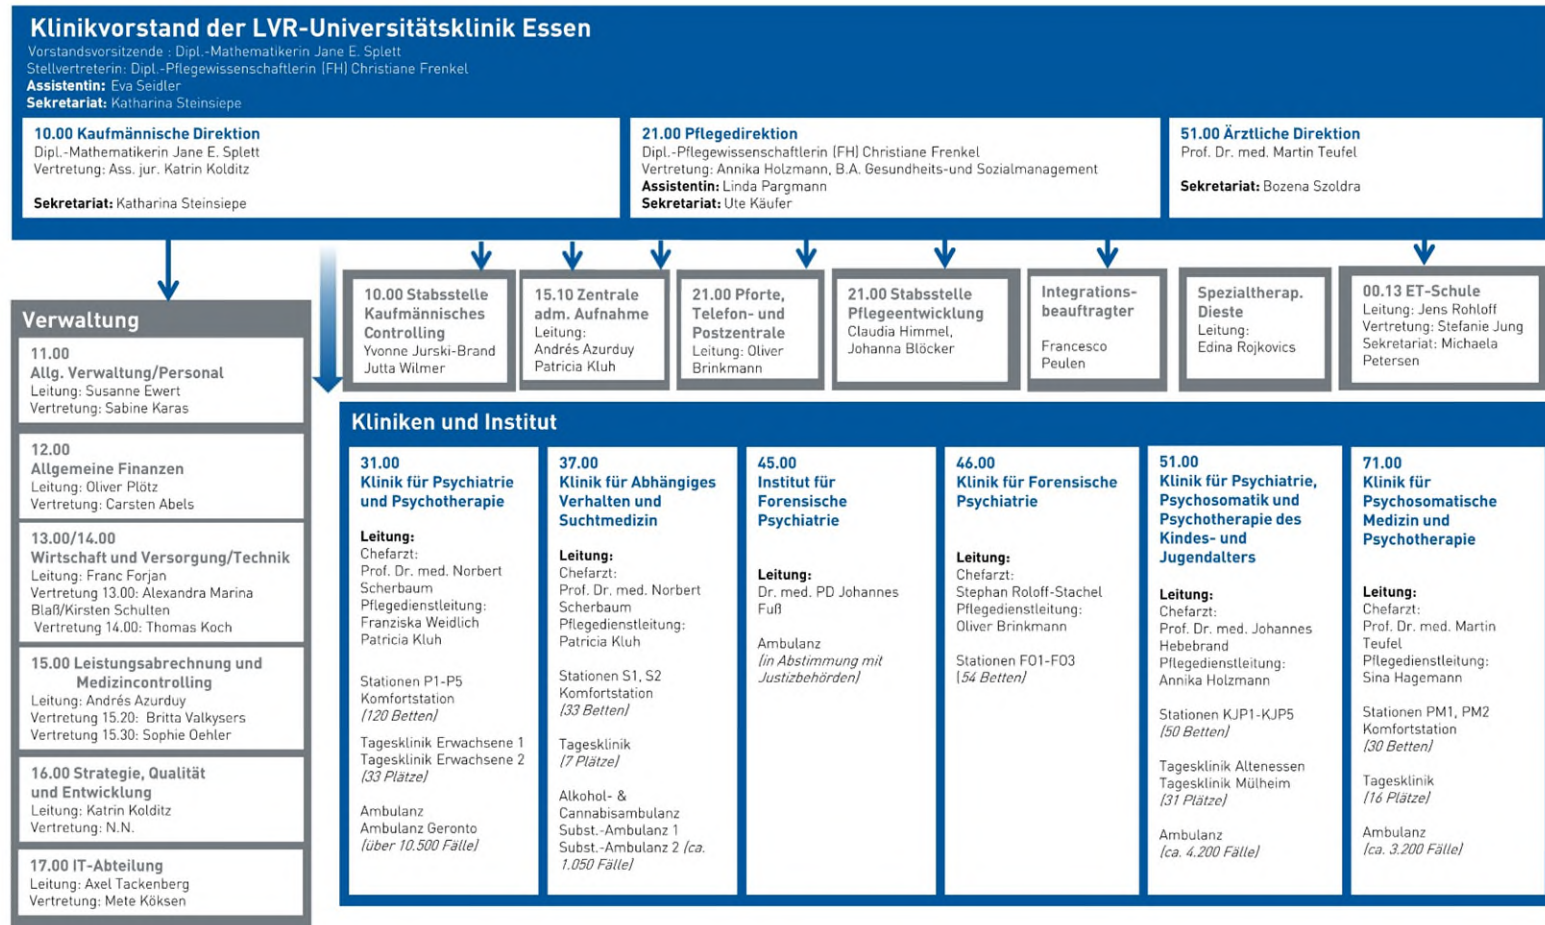 Klinikvorstand der LVR-Universitätsklinik Essen
Vorstandsvorsitzende : Dipl.-Mathematikerin Jane E. Splett
Stellvertreterin: Dipl.-Pflegewissenschaftlerin (FH) Christiane Frenkel
Assistentin: Eva Seidler
Sekretariat: Katharina Steinsiepe
10.00 Kaufmännische Direktion
Dipl.-Mathematikerin Jane E. Splett
Vertretung: Ass. jur. Katrin Kolditz
Sekretariat: Katharina Steinsiepe
21.00 Pflegedirektion
Dipl.-Pflegewissenschaftlerin (FH) Christiane Frenkel
Vertretung: Annika Holzmann, B.A. Gesundheits-und Sozialmanagement
Assistentin: Linda Pargmann
Sekretariat: Ute Käufer
51.00 Ärztliche Direktion
Prof. Dr. med. Martin Teufel
Sekretariat: Bozena Szoldra
Verwaltung
11.00
Allg. Verwaltung/Personal
Leitung: Susanne Ewert
Vertretung: Sabine Karas
12.00
Allgemeine Finanzen
Leitung: Oliver Plötz
Vertretung: Carsten Abels
13.00/14.00
Wirtschaft und Versorgung/Technik
Leitung: Franc Forjan
Vertretung 13.00: Alexandra Marina
Blaß/Kirsten Schulten
Vertretung 14.00: Thomas Koch
15.00 Leistungsabrechnung und
Medizincontrolling
Leitung: Andrés Azurduy
Vertretung 15.20: Britta Valkysers
Vertretung 15.30: Sophie Oehler
16.00 Strategie, Qualität
und Entwicklung
Leitung: Katrin Kolditz
Vertretung: N.N.
17.00 IT-Abteilung
Leitung: Axel Tackenberg
Vertretung: Mete Köksen
10.00 Stabsstelle
Kaufmännisches
Controlling
Yvonne Jurski-Brand
Jutta Wilmer
15.10 Zentrale
adm. Aufnahme
Leitung:
Andrés Azurduy
Patricia Kluh
21.00 Pforte,
Telefon- und
Postzentrale
Leitung: Oliver
Brinkmann
21.00 Stabsstelle
Pflegeentwicklung
Claudia Himmel,
Johanna Blöcker
Integrations-
beauftragter
Francesco
Peulen
Spezialtherap.
Dieste
Leitung:
Edina Rojkovics
00.13 ET-Schule
Leitung: Jens Rohloff
Vertretung: Stefanie Jung
Sekretariat: Michaela
Petersen
Kliniken und Institut
31.00
Klinik für Psychiatrie
und Psychotherapie
Leitung:
Chefarzt:
Prof. Dr. med. Norbert
Scherbaum
Pflegedienstleitung:
Franziska Weidlich
Patricia Kluh
Stationen P1-P5
Komfortstation
(120 Betten)
Tagesklinik Erwachsene 1
Tagesklinik Erwachsene 2
(33 Plätze)
Ambulanz
Ambulanz Geronto
(über 10.500 Fälle)
37.00
Klinik für Abhängiges
Verhalten und
Suchtmedizin
Leitung:
Chefarzt:
Prof. Dr. med. Norbert
Scherbaum
Pflegedienstleitung:
Patricia Kluh
Stationen S1, S2
Komfortstation
(33 Betten)
Tagesklinik
(7 Plätze)
Alkohol- &
Cannabisambulanz
Subst.-Ambulanz 1
Subst.-Ambulanz 2 (ca.
1.050 Fälle)
45.00
Institut für
Forensische
Psychiatrie
Leitung:
Dr. med. PD Johannes
Fuß
Ambulanz
(in Abstimmung mit
Justizbehörden)
46.00
Klinik für Forensische
Psychiatrie
Leitung:
Chefarzt:
Stephan Roloff-Stachel
Pflegedienstleitung:
Oliver Brinkmann
Stationen FO1-FO3
(54 Betten)
51.00
Klinik für Psychiatrie,
Psychosomatik und
Psychotherapie des
Kindes- und
Jugendalters
Leitung:
Chefarzt:
Prof. Dr. med. Johannes
Hebebrand
Pflegedienstleitung:
Annika Holzmann
Stationen KJP1-KJP5
(50 Betten)
Tagesklinik Altenessen
Tagesklinik Mülheim
(31 Plätze)
Ambulanz
(ca. 4.200 Fälle)
71.00
Klinik für
Psychosomatische
Medizin und
Psychotherapie
Leitung:
Chefarzt:
Prof. Dr. med. Martin
Teufel
Pflegedienstleitung:
Sina Hagemann
Stationen PM1, PM2
Komfortstation
(30 Betten)
Tagesklinik
(16 Plätze)
Ambulanz
(ca. 3.200 Fälle)